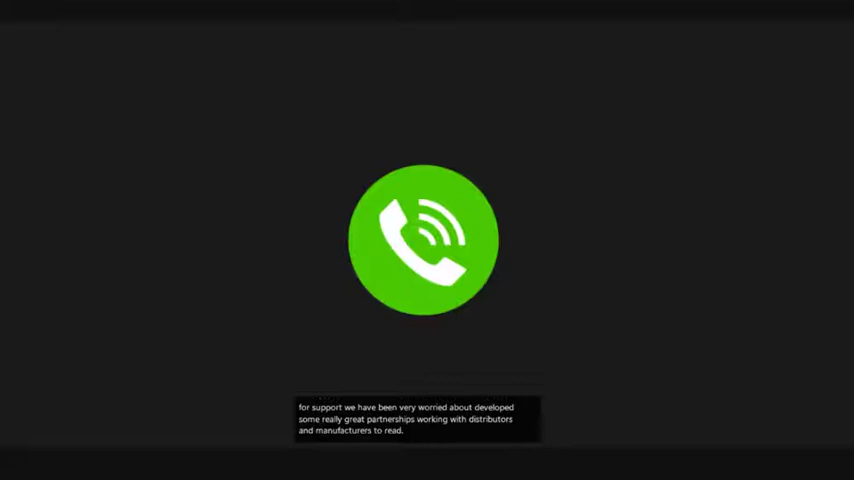 for support we have been very worried about developed
some really great partnerships working with distributors
and manufacturers to read.